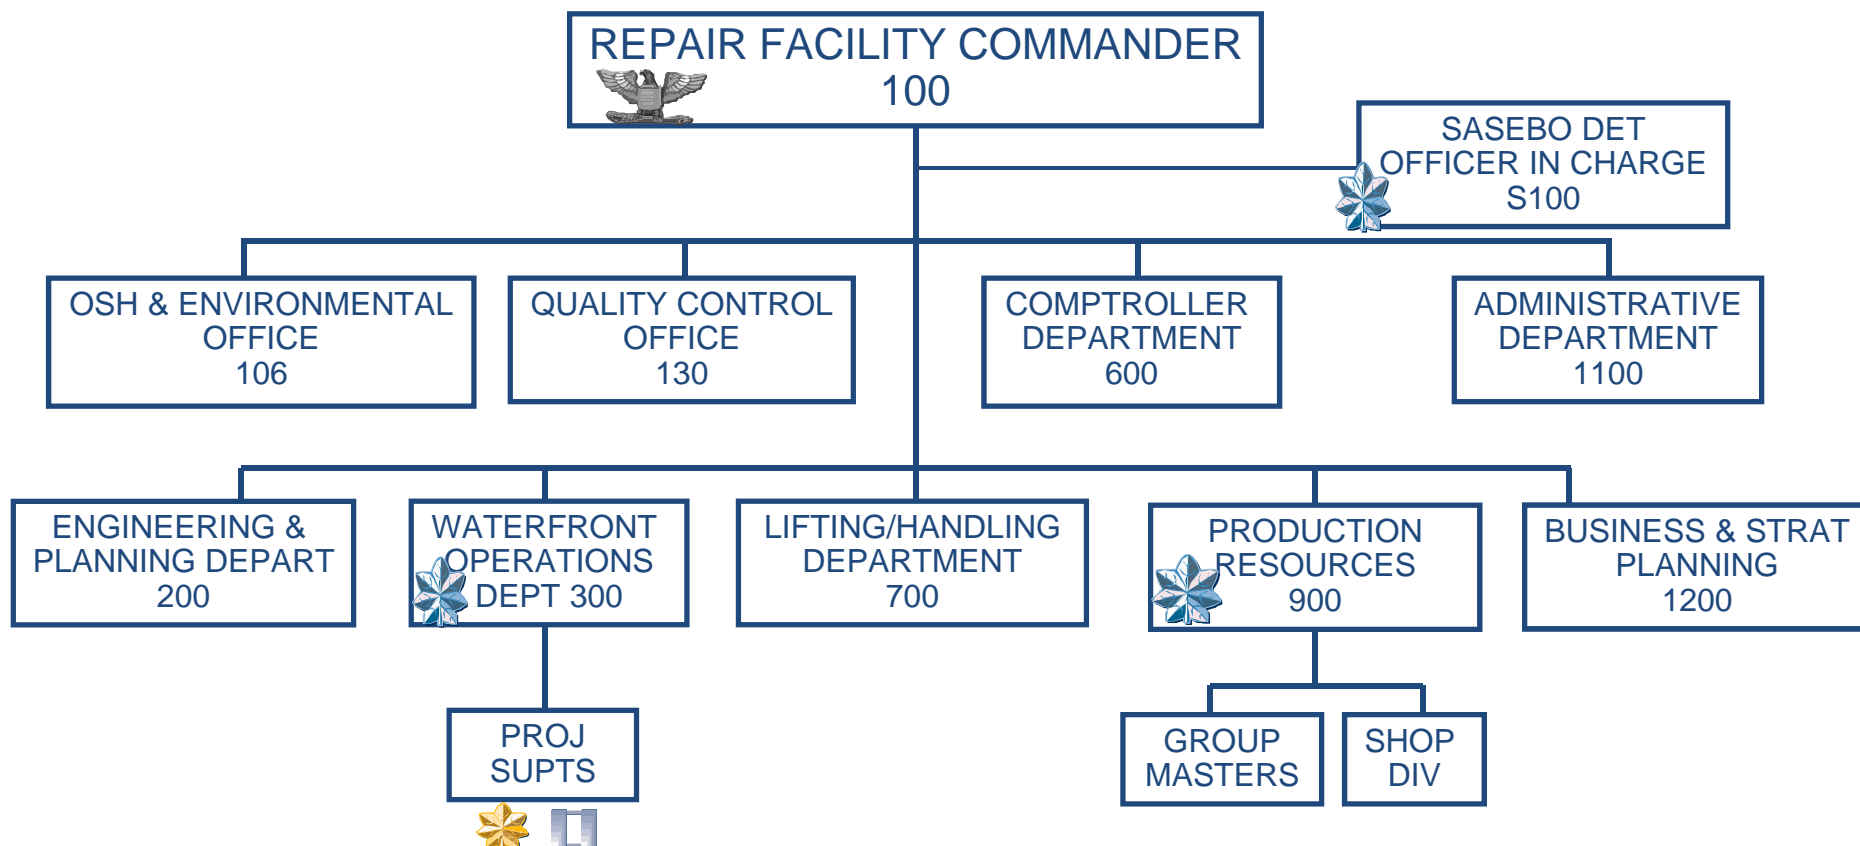 REPAIR FACILITY COMMANDER
100
SASEBO DET
OFFICER IN CHARGE
S100
OSH & ENVIRONMENTAL
OFFICE
106
QUALITY CONTROL
OFFICE
130
COMPTROLLER
DEPARTMENT
600
ADMINISTRATIVE
DEPARTMENT
1100
ENGINEERING &
PLANNING DEPART
200
WATERFRONT
OPERATIONS
DEPT 300
LIFTING/HANDLING
DEPARTMENT
700
PRODUCTION
RESOURCES
900
BUSINESS & STRAT
PLANNING
1200
PROJ
SUPTS
GROUP
MASTERS
SHOP
DIV